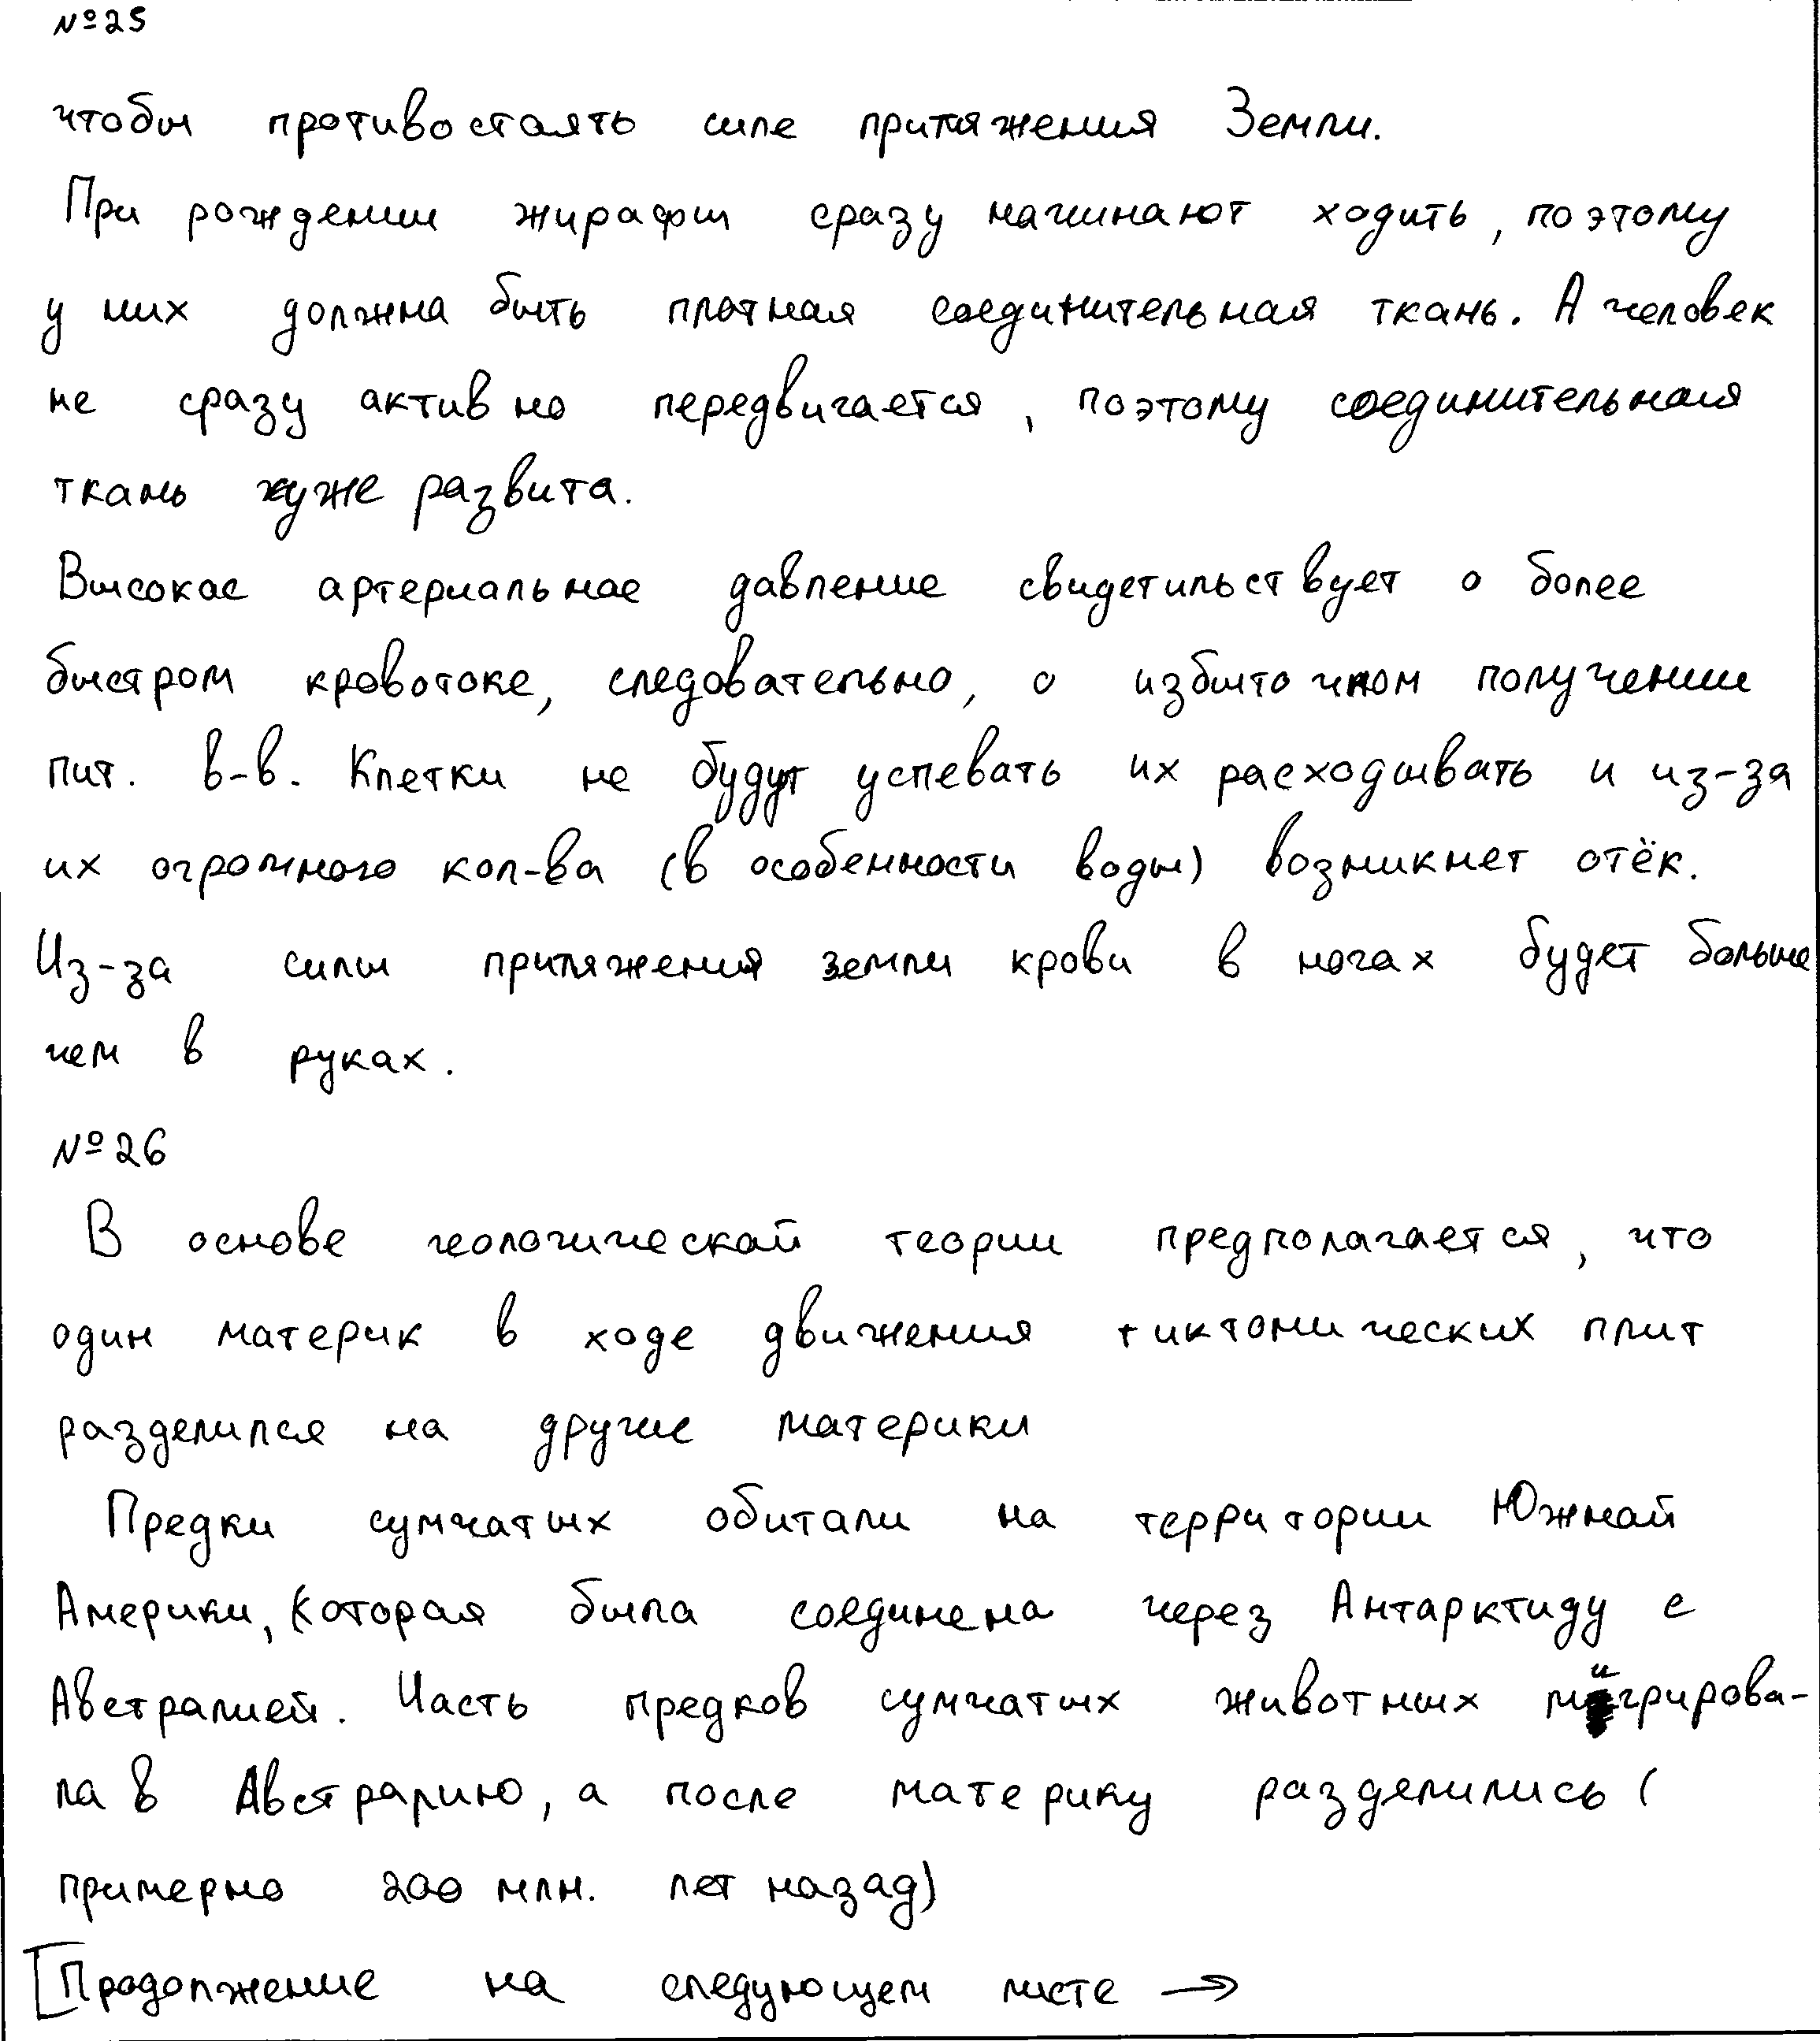 №25
чтобы противостоять силе притяжения Земли.
При рождении жирафы сразу начинают ходить, поэтому
у них должна быть плотная соединительная ткань. А человек
не сразу активно передвигается, поэтому соединительная
ткань хуже развита.
Высокое артериальное давление свидетильствует о более
быстром кровотоке, следовательно, о избыточном получении
пит. в-в. Клетки не будут успевать их расходывать и из-за
их огромного кол-ва (в особенности воды) возникнет отёк.
Из-за силы притяжения земли крови в ногах будет больше
чем в руках.
№26
В основе геологической теории предполагается, что
один материк в ходе движения тиктонических плит
разделился на другие материки
Предки сумчатых обитали на территории Южной
Америки, которая была соединена через Антарктиду с
Австралией. Часть предков сумчатых животных мигрирова-
ла в Австралию, а после материку разделились (
примерно 200 млн. лет назад)
[Продолжение на следующем листе →